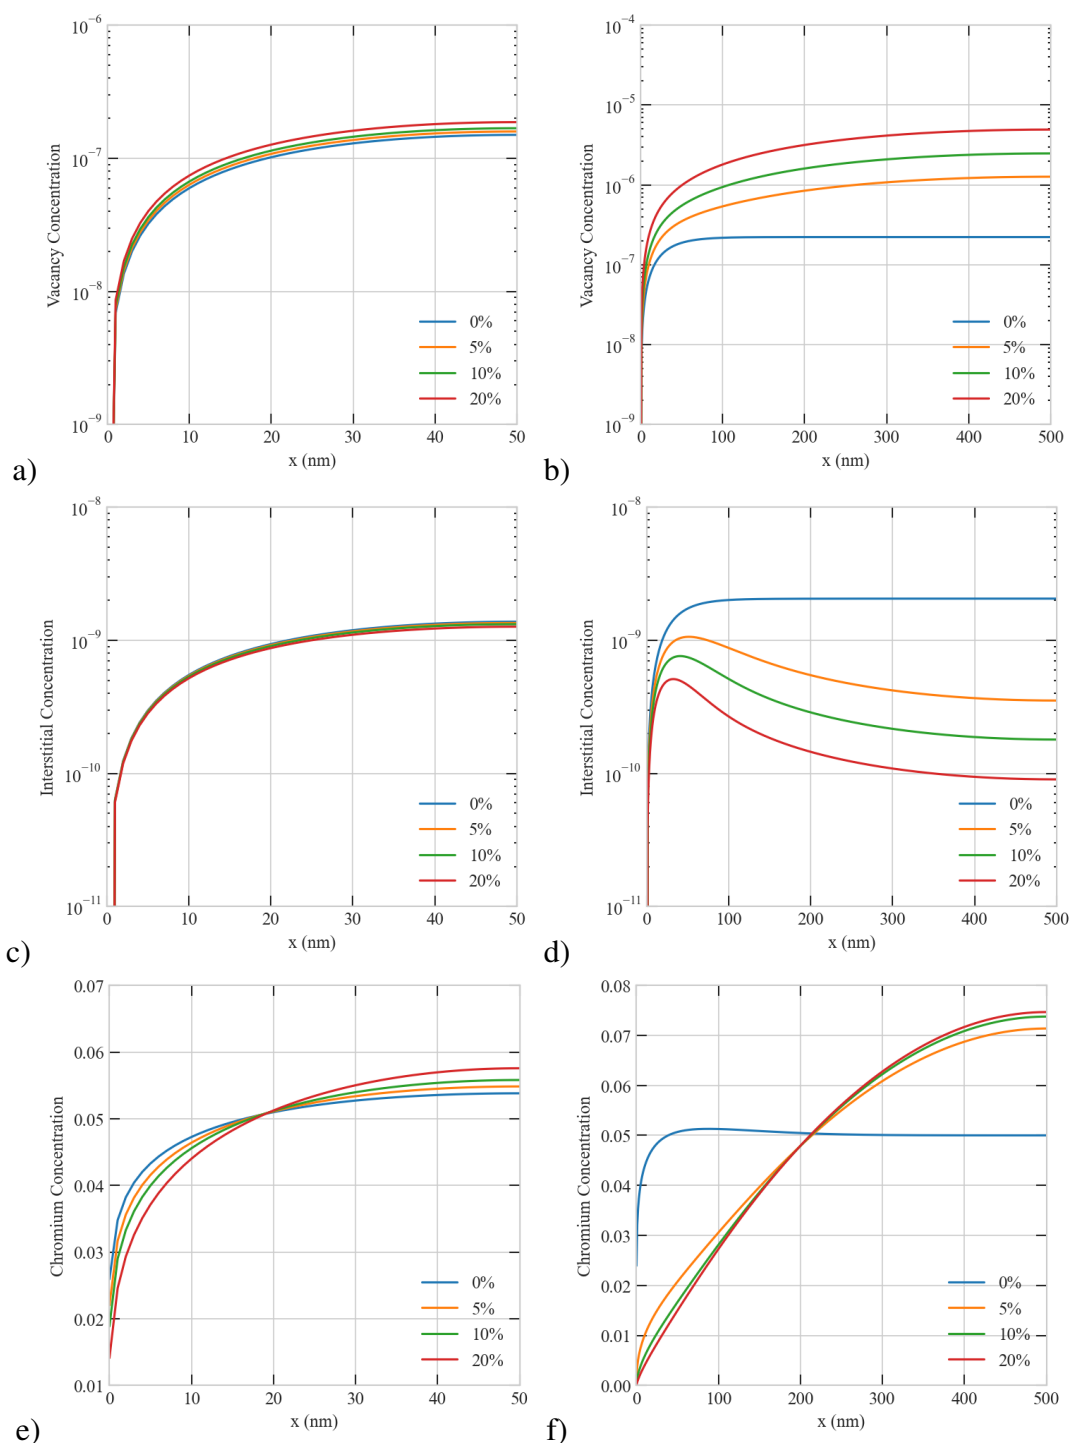 10⁻⁶
10⁻⁷
10⁻⁸
10⁻⁹
Vacancy Concentration
0%
5%
10%
20%
0 10 20 30 40 50
x (nm)
a)
10⁻⁴
10⁻⁵
10⁻⁶
10⁻⁷
10⁻⁸
10⁻⁹
Vacancy Concentration
0%
5%
10%
20%
0 100 200 300 400 500
x (nm)
b)
10⁻⁸
10⁻⁹
10⁻¹⁰
10⁻¹¹
Interstitial Concentration
0%
5%
10%
20%
0 10 20 30 40 50
x (nm)
c)
10⁻⁸
10⁻⁹
10⁻¹⁰
10⁻¹¹
Interstitial Concentration
0%
5%
10%
20%
0 100 200 300 400 500
x (nm)
d)
0.07
0.06
0.05
0.04
0.03
0.02
0.01
Chromium Concentration
0%
5%
10%
20%
0 10 20 30 40 50
x (nm)
e)
0.08
0.07
0.06
0.05
0.04
0.03
0.02
0.01
0.00
Chromium Concentration
0%
5%
10%
20%
0 100 200 300 400 500
x (nm)
f)